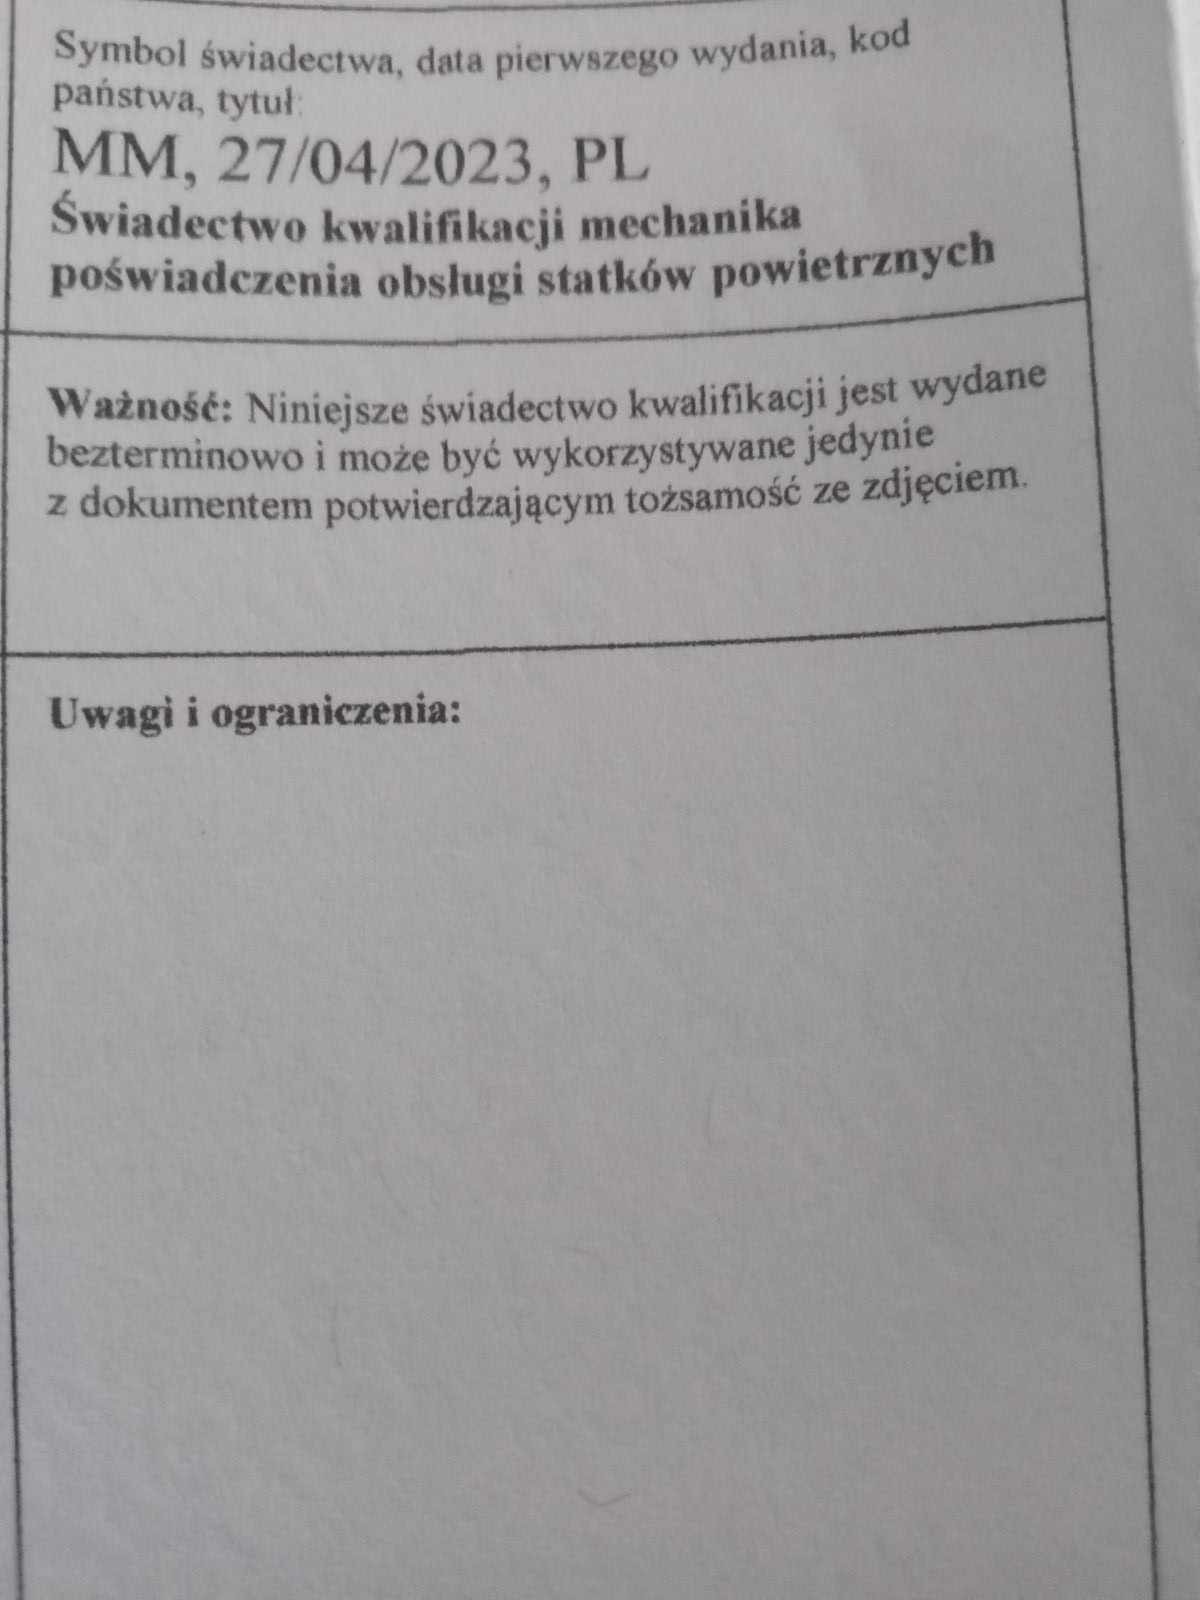 Symbol świadectwa, data pierwszego wydania, kod
państwa, tytuł:
MM, 27/04/2023, PL
Świadectwo kwalifikacji mechanika
poświadczenia obsługi statków powietrznych
Ważność: Niniejsze świadectwo kwalifikacji jest wydane
bezterminowo i może być wykorzystywane jedynie
z dokumentem potwierdzającym tożsamość ze zdjęciem.
Uwagi i ograniczenia: